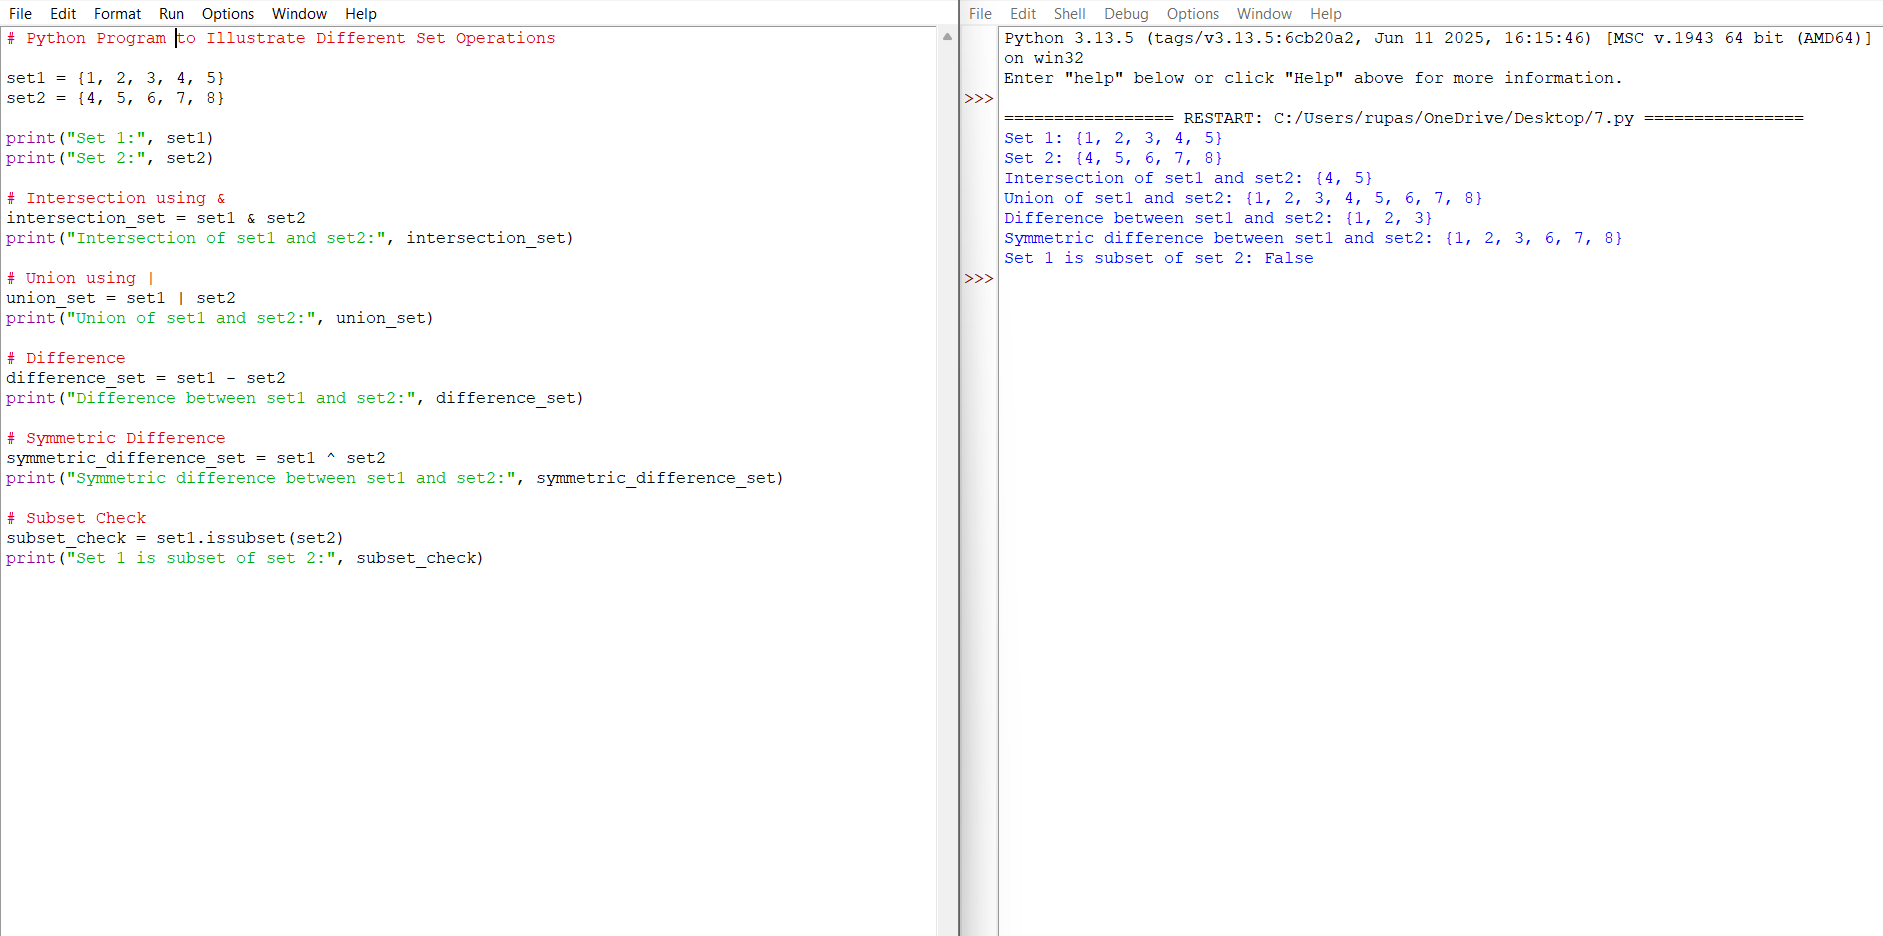 File Edit Format Run Options Window Help
# Python Program to Illustrate Different Set Operations
set1 = {1, 2, 3, 4, 5}
set2 = {4, 5, 6, 7, 8}
print("Set 1:", set1)
print("Set 2:", set2)
# Intersection using &
intersection_set = set1 & set2
print("Intersection of set1 and set2:", intersection_set)
# Union using |
union_set = set1 | set2
print("Union of set1 and set2:", union_set)
# Difference
difference_set = set1 - set2
print("Difference between set1 and set2:", difference_set)
# Symmetric Difference
symmetric_difference_set = set1 ^ set2
print("Symmetric difference between set1 and set2:", symmetric_difference_set)
# Subset Check
subset_check = set1.issubset(set2)
print("Set 1 is subset of set 2:", subset_check)
File Edit Shell Debug Options Window Help
Python 3.13.5 (tags/v3.13.5:6cb20a2, Jun 11 2025, 16:15:46) [MSC v.1943 64 bit (AMD64)]
on win32
Enter "help" below or click "Help" above for more information.
>>>
================= RESTART: C:/Users/rupas/OneDrive/Desktop/7.py ================
Set 1: {1, 2, 3, 4, 5}
Set 2: {4, 5, 6, 7, 8}
Intersection of set1 and set2: {4, 5}
Union of set1 and set2: {1, 2, 3, 4, 5, 6, 7, 8}
Difference between set1 and set2: {1, 2, 3}
Symmetric difference between set1 and set2: {1, 2, 3, 6, 7, 8}
Set 1 is subset of set 2: False
>>>